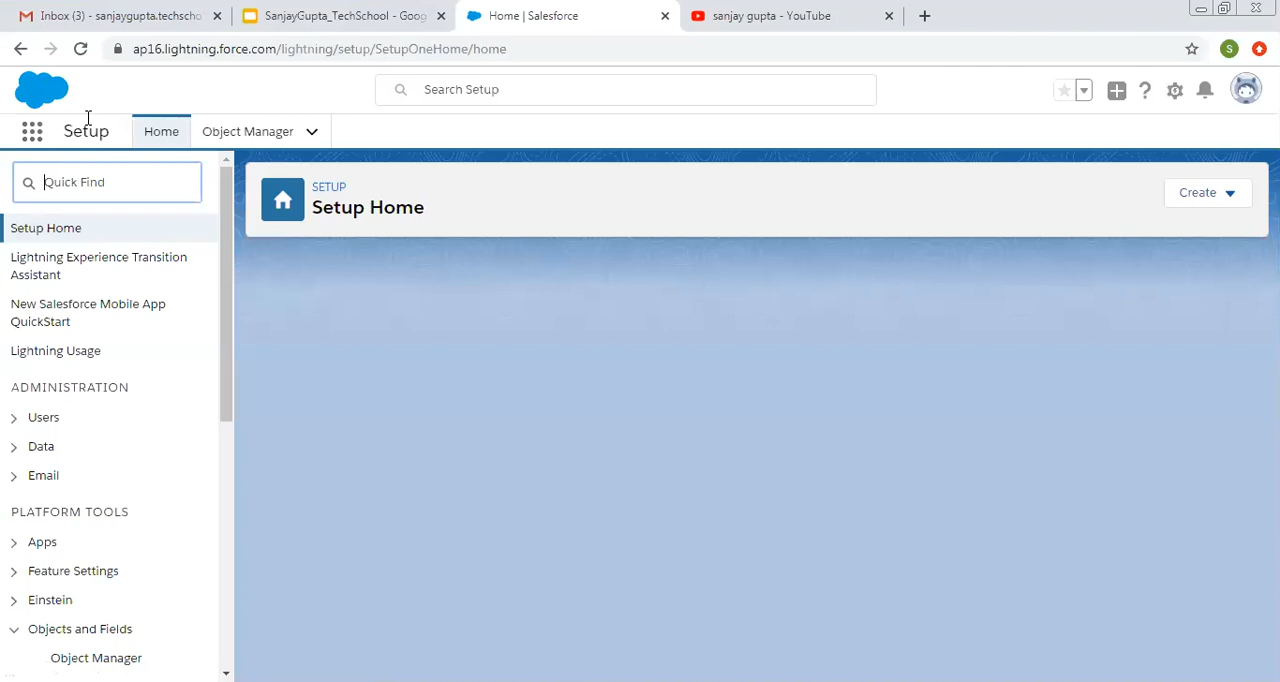 Inbox (3) - sanjaygupta.techscho
SanjayGupta_TechSchool - Goog
Home | Salesforce
sanjay gupta - YouTube
ap16.lightning.force.com/lightning/setup/SetupOneHome/home
S
Search Setup
Setup
Home
Object Manager
Quick Find
SETUP
Setup Home
Create
Setup Home
Lightning Experience Transition
Assistant
New Salesforce Mobile App
QuickStart
Lightning Usage
ADMINISTRATION
Users
Data
Email
PLATFORM TOOLS
Apps
Feature Settings
Einstein
Objects and Fields
Object Manager